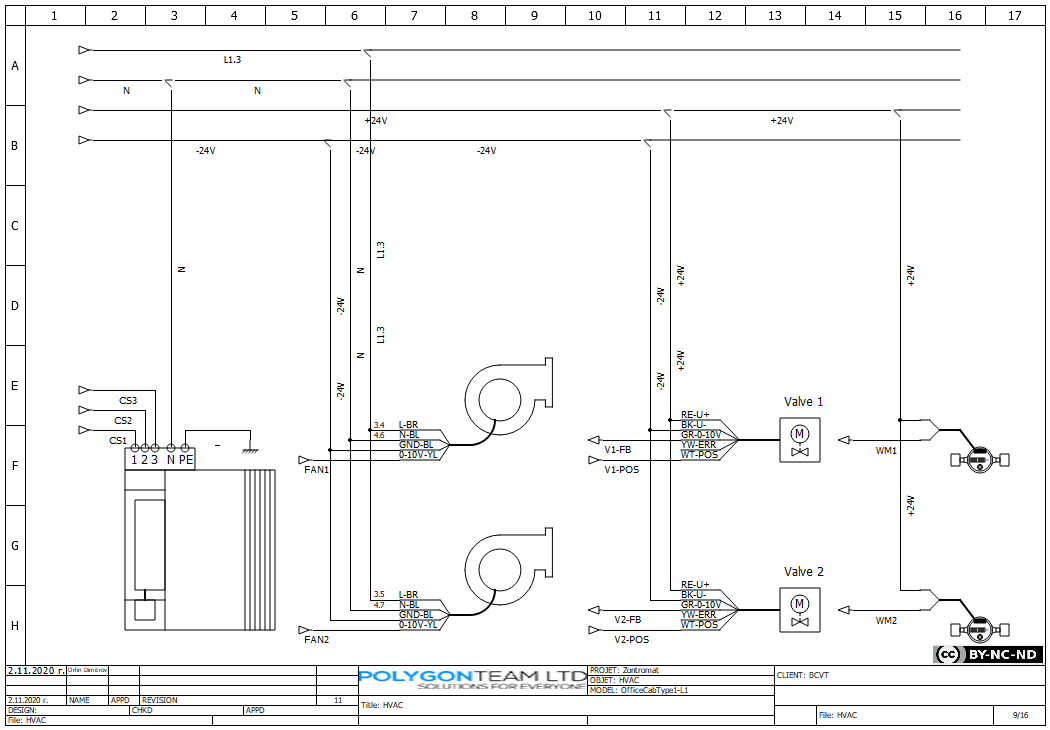 1 2 3 4 5 6 7 8 9 10 11 12 13 14 15 16 17
A
L1.3
N N
+24V +24V
B
-24V -24V -24V
C
L1.3
N
N
+24V
+24V
D
-24V
-24V
L1.3
N
+24V
E
-24V
-24V
CS3
CS2
CS1
Valve 1
3.4 L-BR
4.6 N-BL
GND-BL
0-10V-YL
FAN1
RE-U+
BK-U-
GR-0-10V
YW-ERR
WT-POS
V1-FB
V1-POS
M
WM1
F
1 2 3 N PE
-
+24V
G
Valve 2
3.5 L-BR
4.7 N-BL
GND-BL
0-10V-YL
FAN2
RE-U+
BK-U-
GR-0-10V
YW-ERR
WT-POS
V2-FB
V2-POS
M
WM2
H
cc BY-NC-ND
2.11.2020 г. Orlin Dimitrov
2.11.2020 г. NAME APPD REVISION 11
DESIGN: CHKD APPD
File: HVAC
POLYGONTEAM LTD
SOLUTIONS FOR EVERYONE
Title: HVAC
PROJET: Zontromat
OBJET: HVAC
MODEL: OfficeCabType1-L1
CLIENT: BCVT
File: HVAC
9/16